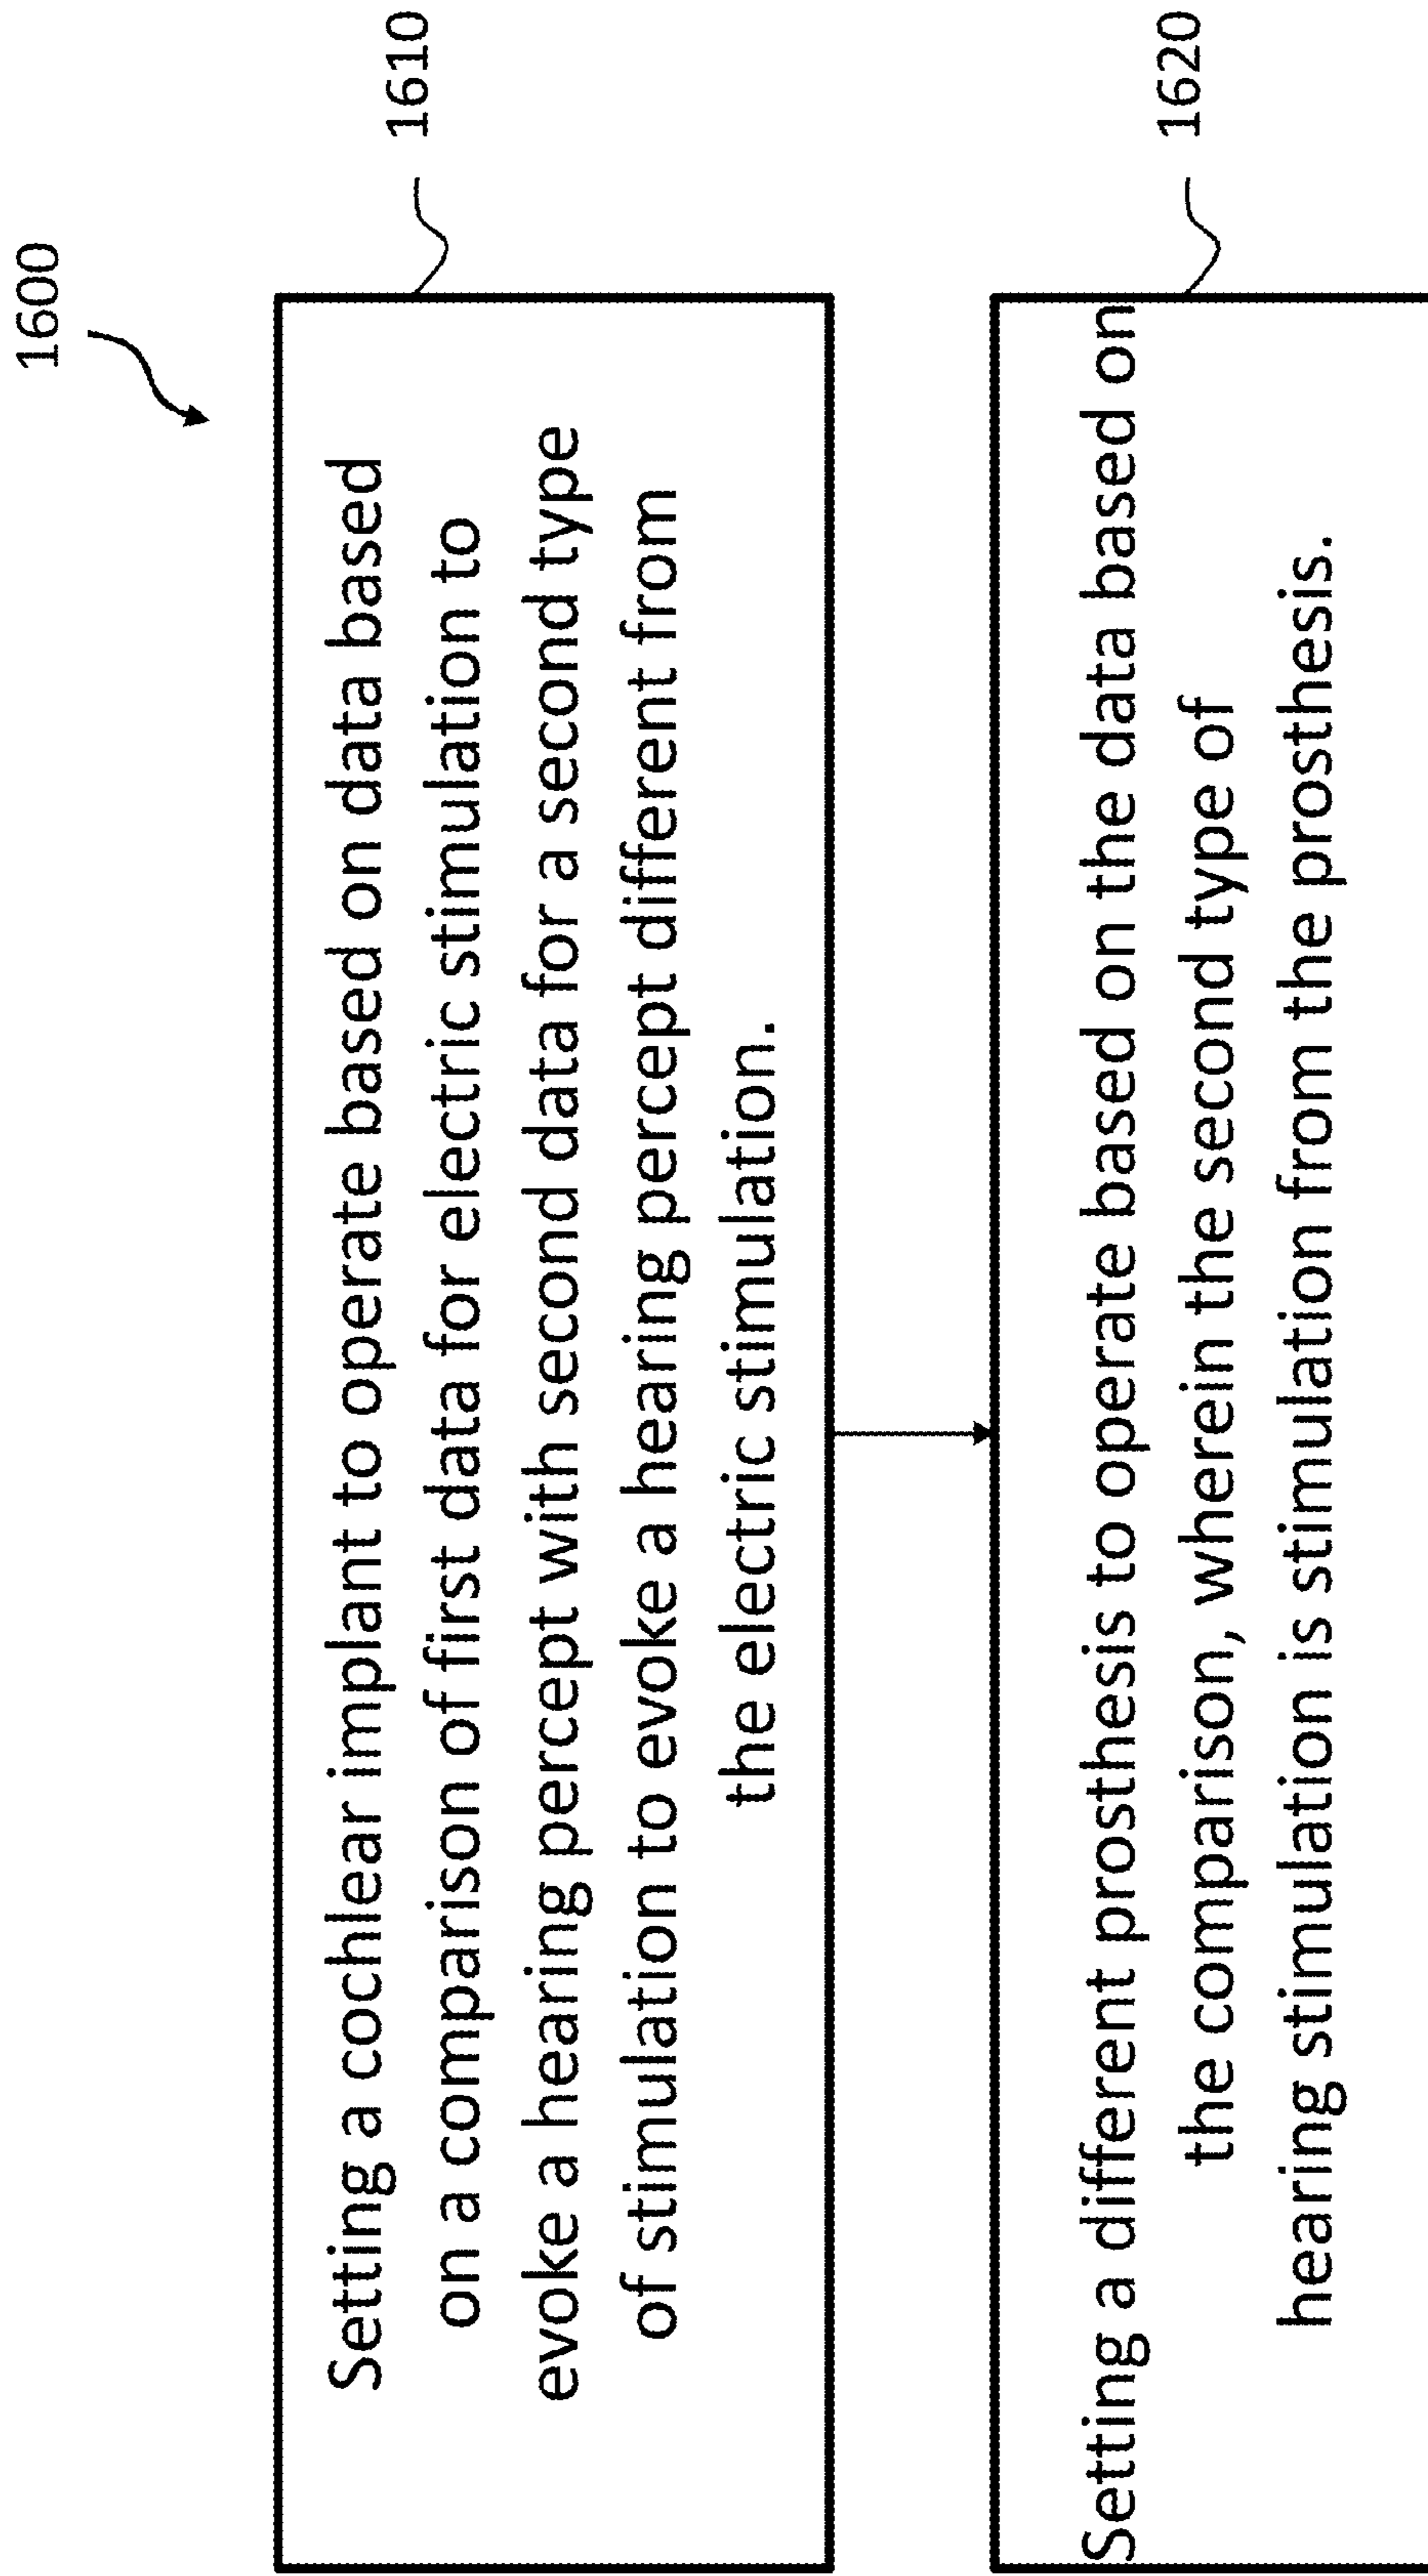 1600
Setting a cochlear implant to operate based on data based
on a comparison of first data for electric stimulation to
evoke a hearing percept with second data for a second type
of stimulation to evoke a hearing percept different from
the electric stimulation.
1610
Setting a different prosthesis to operate based on the data based on
the comparison, wherein the second type of
hearing stimulation is stimulation from the prosthesis.
1620